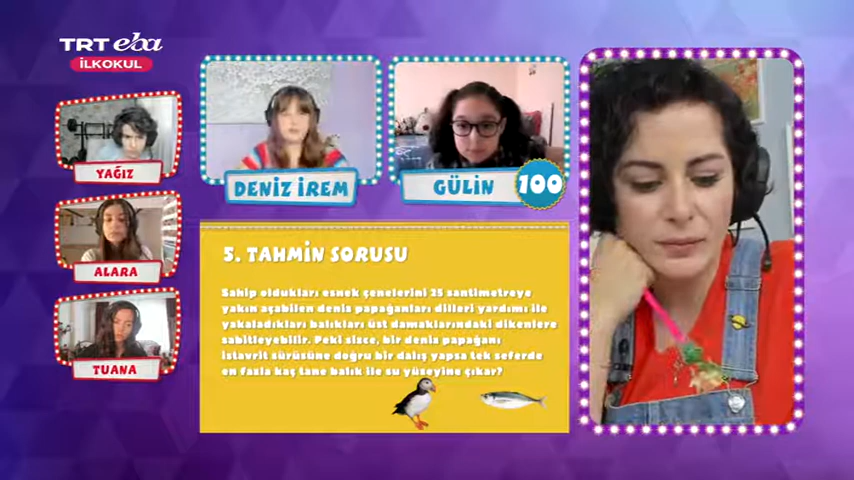 TRT eba
İLKOKUL
YAĞIZ
ALARA
TUANA
DENİZ İREM
GÜLİN
100
5. TAHMİN SORUSU
Sahip oldukları esnek çenelerini 25 santimetreye
yakın açabilen deniz papağanları dilleri yardımı ile
yakaladıkları balıkları üst damaklarındaki dikenlere
sabitleyebilir. Peki sizce, bir deniz papağanı
istavrit sürüsüne doğru bir dalış yapsa tek seferde
en fazla kaç tane balık ile su yüzeyine çıkar?